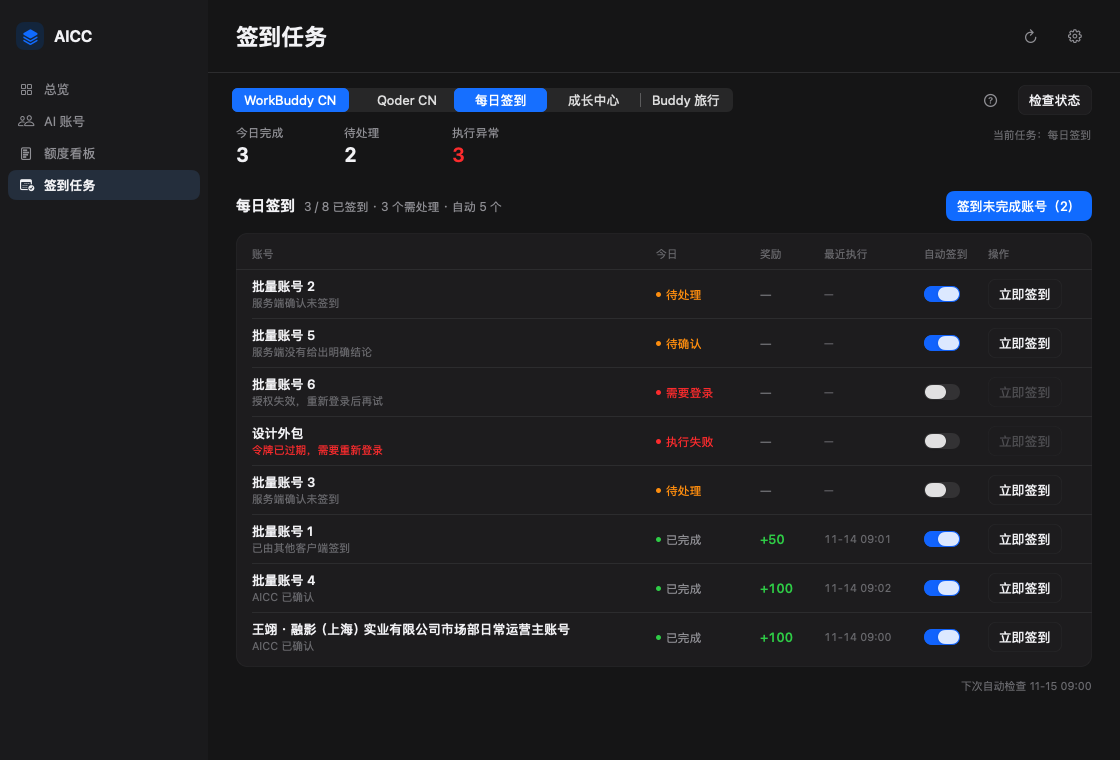 AICC
总览
AI 账号
额度看板
签到任务
签到任务
WorkBuddy CN
Qoder CN
每日签到
成长中心
Buddy 旅行
检查状态
今日完成
待处理
执行异常
当前任务：每日签到
3
2
3
每日签到 3 / 8 已签到 · 3 个需处理 · 自动 5 个
签到未完成账号（2）
账号 今日 奖励 最近执行 自动签到 操作
批量账号 2
服务端确认未签到
待处理 — — 立即签到
批量账号 5
服务端没有给出明确结论
待确认 — — 立即签到
批量账号 6
授权失效，重新登录后再试
需要登录 — — 立即签到
设计外包
令牌已过期，需要重新登录
执行失败 — — 立即签到
批量账号 3
服务端确认未签到
待处理 — — 立即签到
批量账号 1
已由其他客户端签到
已完成 +50 11-14 09:01 立即签到
批量账号 4
AICC 已确认
已完成 +100 11-14 09:02 立即签到
王翊 · 融影（上海）实业有限公司市场部日常运营主账号
AICC 已确认
已完成 +100 11-14 09:00 立即签到
下次自动检查 11-15 09:00